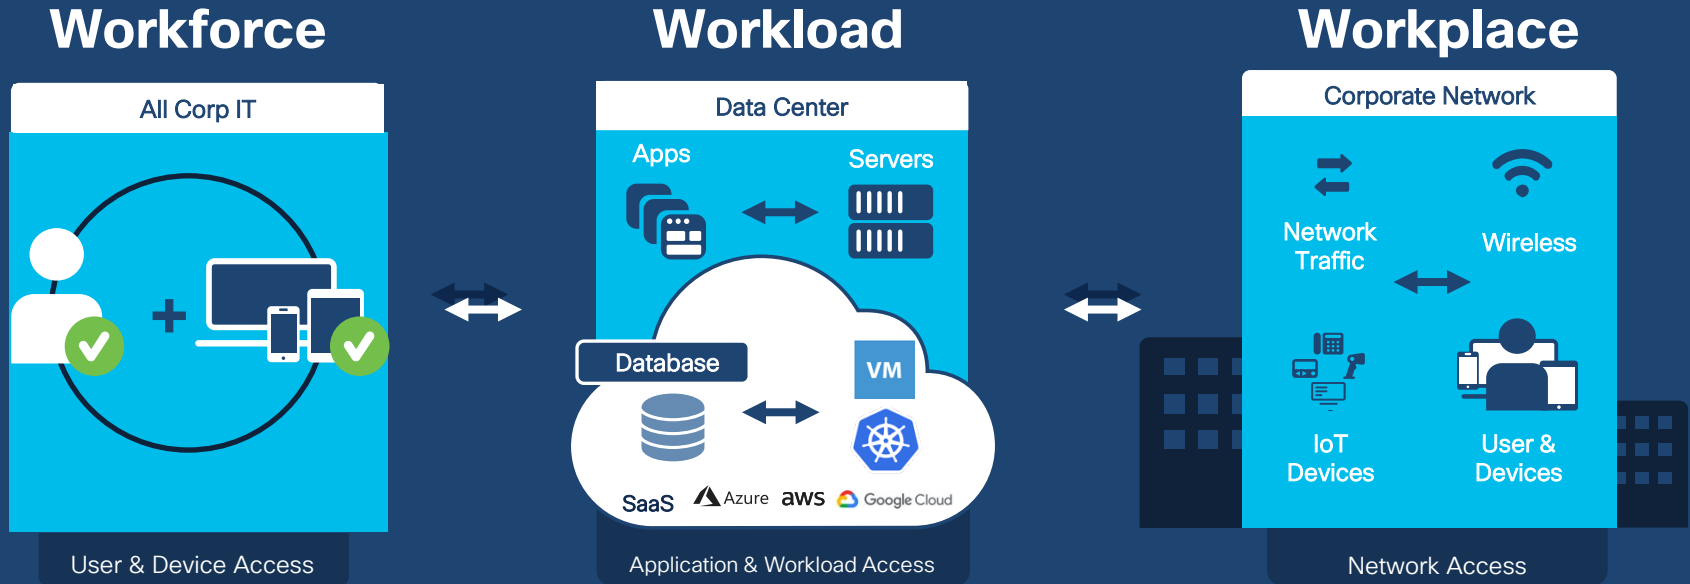 Workforce
Workload
Workplace
All Corp IT
Data Center
Corporate Network
Apps
Servers
Network
Traffic
Wireless
Database
VM
IoT
Devices
User &
Devices
SaaS
Azure
aws
Google Cloud
User & Device Access
Application & Workload Access
Network Access